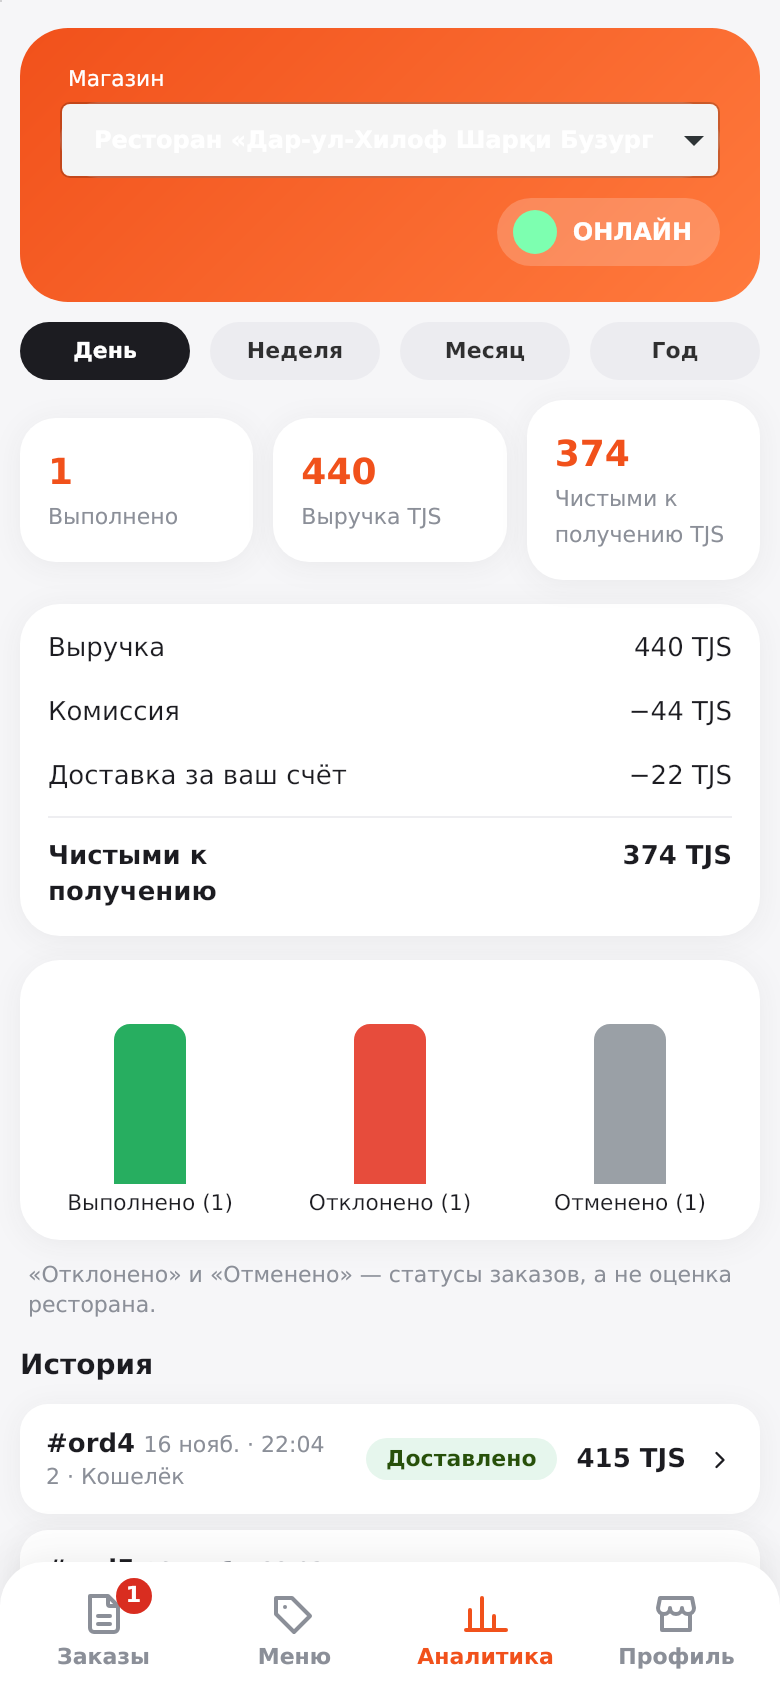 Магазин
Ресторан «Дар-ул-Хилоф Шарқи Бузург
ОНЛАЙН
День
Неделя
Месяц
Год
1
Выполнено
440
Выручка TJS
374
Чистыми к
получению TJS
Выручка
440 TJS
Комиссия
−44 TJS
Доставка за ваш счёт
−22 TJS
Чистыми к
получению
374 TJS
Выполнено (1)
Отклонено (1)
Отменено (1)
«Отклонено» и «Отменено» — статусы заказов, а не оценка
ресторана.
История
#ord4 16 нояб. · 22:04
2 · Кошелёк
Доставлено
415 TJS
1
Заказы
Меню
Аналитика
Профиль